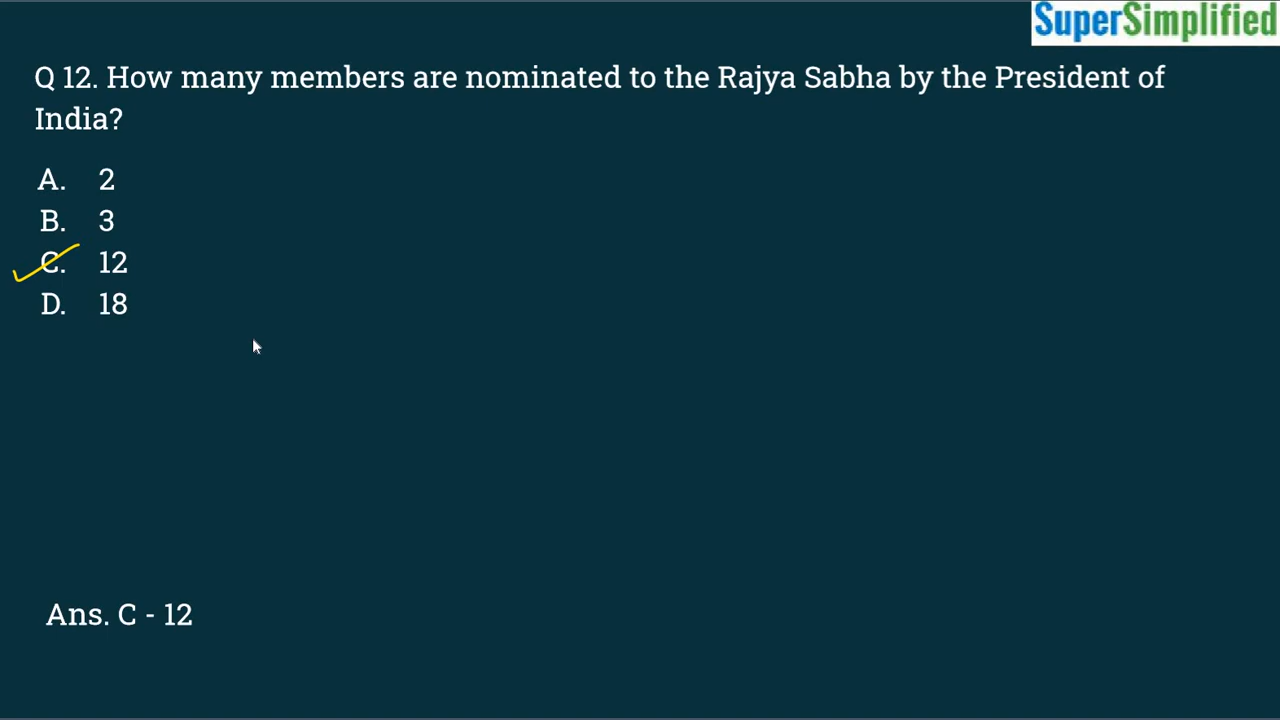 SuperSimplified
Q 12. How many members are nominated to the Rajya Sabha by the President of
India?
A. 2
B. 3
C. 12
D. 18
Ans. C - 12